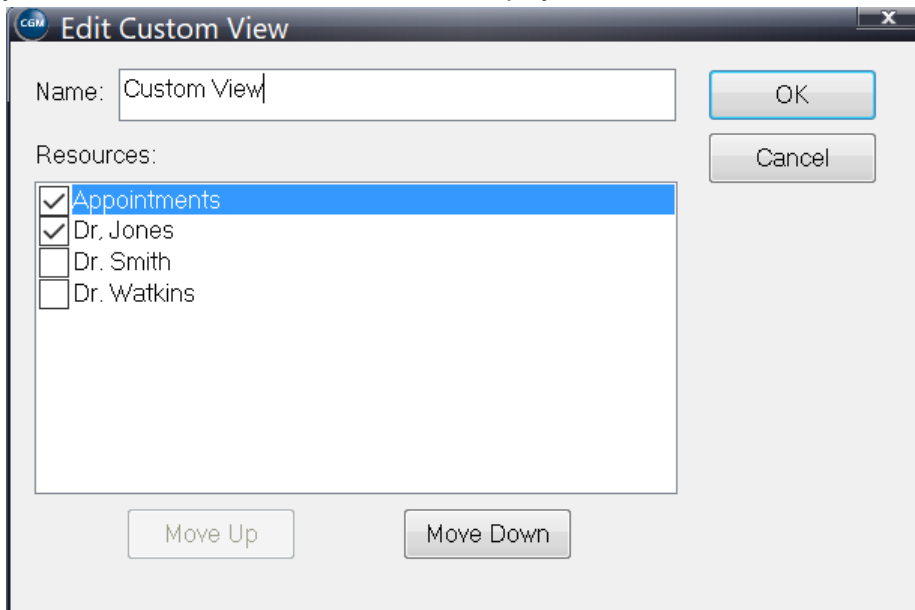 CGM Edit Custom View
x
Name: Custom View
OK
Resources:
Cancel
Appointments
Dr, Jones
Dr. Smith
Dr. Watkins
Move Up Move Down